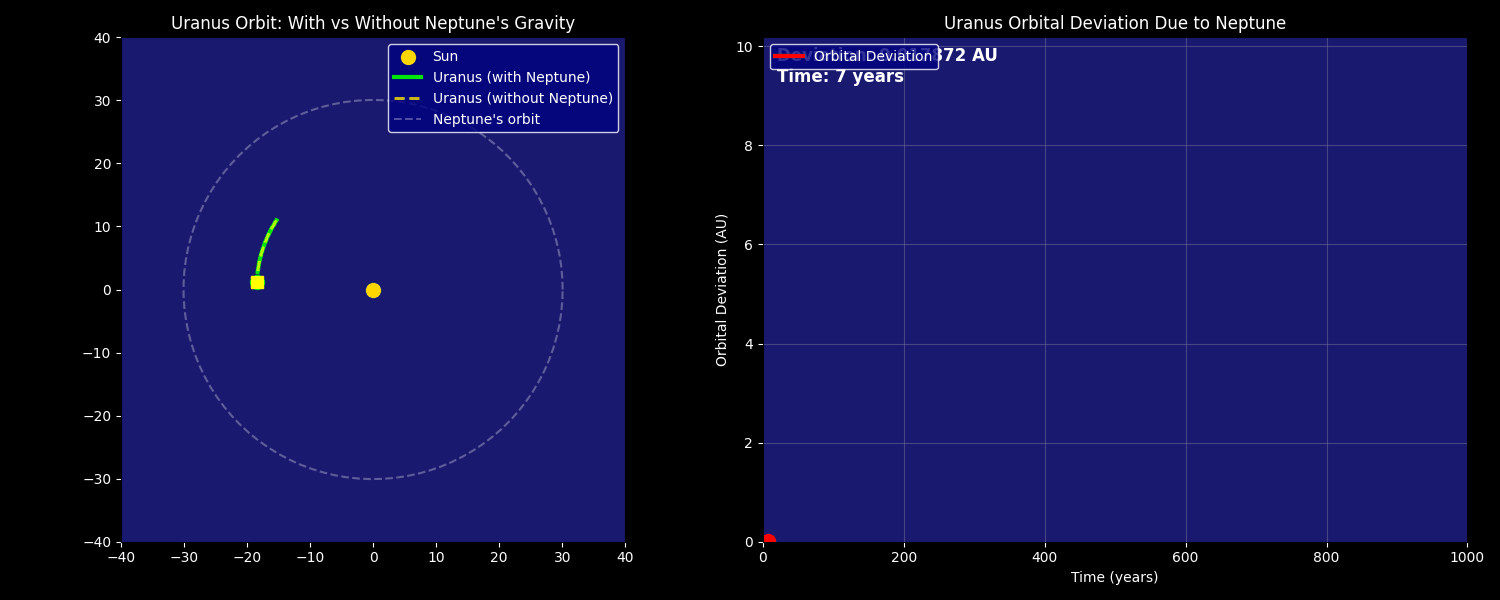 Uranus Orbit: With vs Without Neptune's Gravity
40
30
20
10
0
−10
−20
−30
−40
−40 −30 −20 −10 0 10 20 30 40
Sun
Uranus (with Neptune)
Uranus (without Neptune)
Neptune's orbit
Uranus Orbital Deviation Due to Neptune
Orbital Deviation (AU)
10
8
6
4
2
0
0 200 400 600 800 1000
Time (years)
Deviation: AU
Orbital Deviation
Time: 7 years